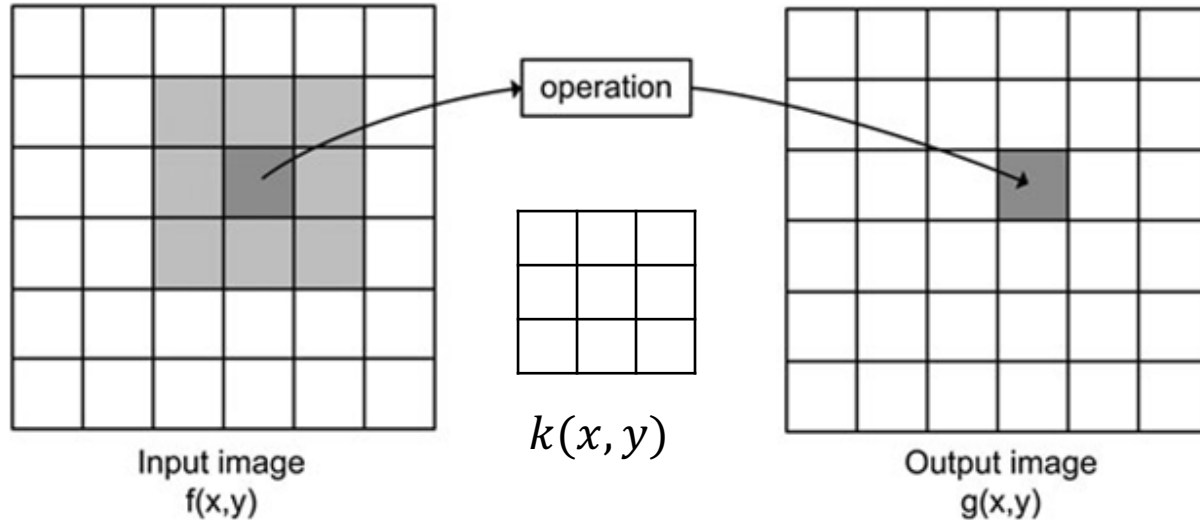 operation
k(x, y)
Input image
f(x,y)
Output image
g(x,y)